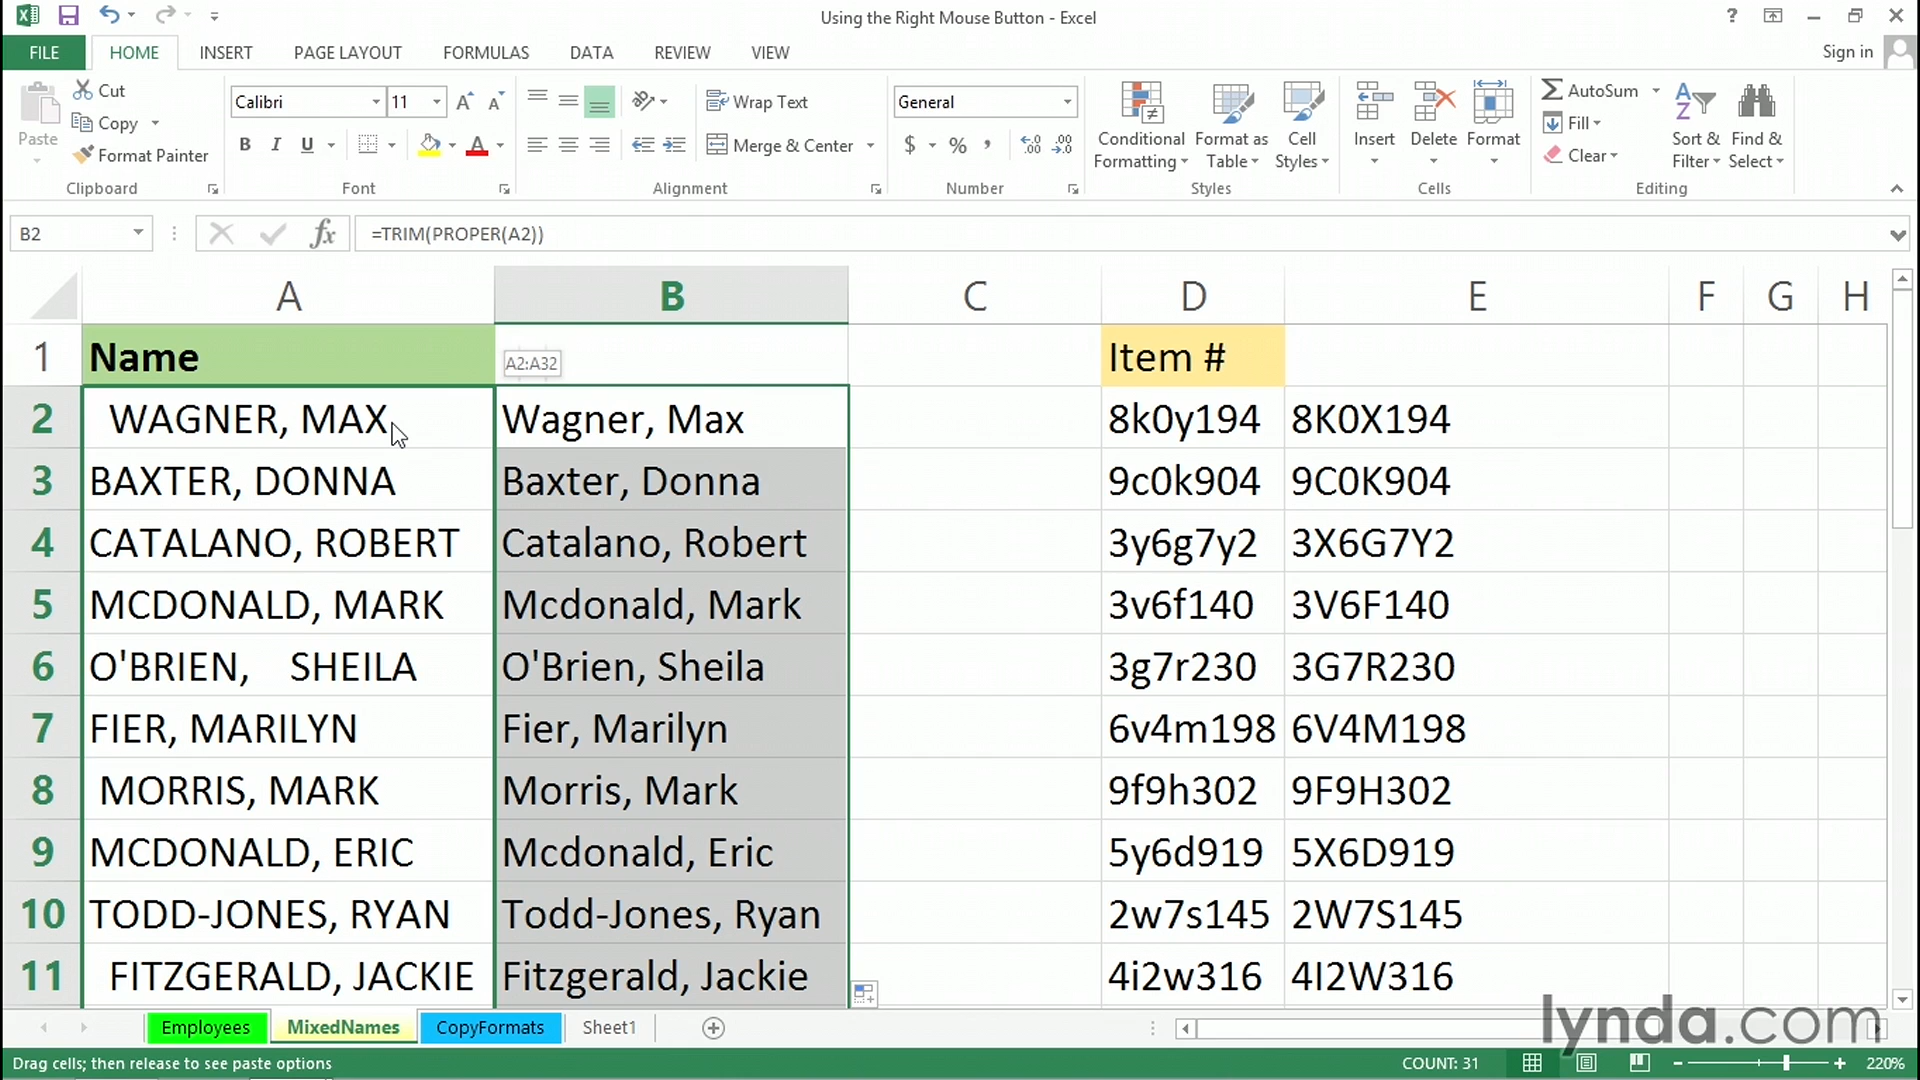 Using the Right Mouse Button - Excel
?
FILE HOME INSERT PAGE LAYOUT FORMULAS DATA REVIEW VIEW Sign in
Paste
Cut
Copy
Format Painter
Clipboard
Calibri 11 A A
B I U A
Font
Wrap Text
Merge & Center
Alignment
General
$ % , .00
Number
Conditional Formatting
Format as Table
Cell Styles
Styles
Insert Delete Format
Cells
AutoSum
Fill
Clear
Sort & Filter
Find & Select
Editing
B2 fx =TRIM(PROPER(A2))
A B C D E F G H
1 Name A2:A32 Item #
2 WAGNER, MAX Wagner, Max 8k0y194 8K0X194
3 BAXTER, DONNA Baxter, Donna 9c0k904 9C0K904
4 CATALANO, ROBERT Catalano, Robert 3y6g7y2 3X6G7Y2
5 MCDONALD, MARK Mcdonald, Mark 3v6f140 3V6F140
6 O'BRIEN, SHEILA O'Brien, Sheila 3g7r230 3G7R230
7 FIER, MARILYN Fier, Marilyn 6v4m198 6V4M198
8 MORRIS, MARK Morris, Mark 9f9h302 9F9H302
9 MCDONALD, ERIC Mcdonald, Eric 5y6d919 5X6D919
10 TODD-JONES, RYAN Todd-Jones, Ryan 2w7s145 2W7S145
11 FITZGERALD, JACKIE Fitzgerald, Jackie 4i2w316 4I2W316
Employees MixedNames CopyFormats Sheet1
lynda.com
Drag cells; then release to see paste options COUNT: 31 220%